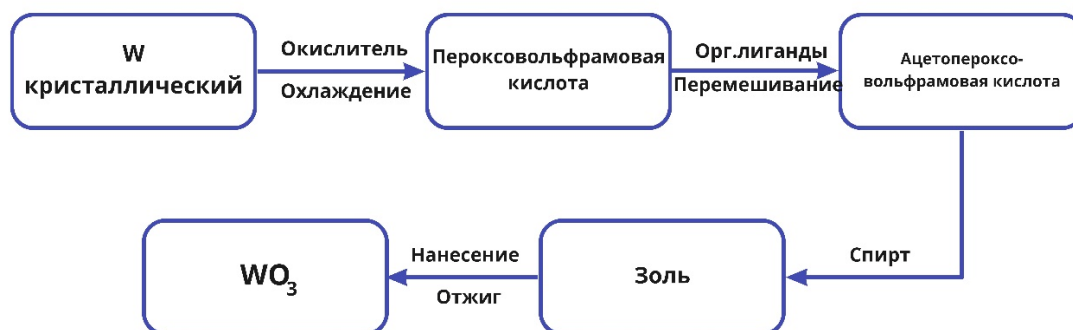 W
кристаллический
Окислитель
Охлаждение
Пероксовольфрамовая
кислота
Орг.лиганды
Перемешивание
Ацетопероксо-
вольфрамовая кислота
Спирт
Золь
Нанесение
Отжиг
WO₃